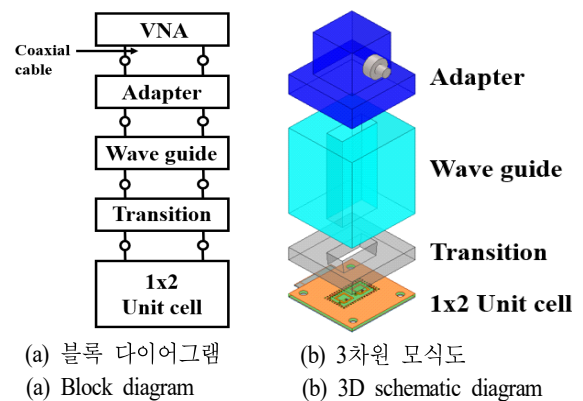 VNA
Coaxial
cable
Adapter
Wave guide
Transition
1x2
Unit cell
(a) 블록 다이어그램
(a) Block diagram
Adapter
Wave guide
Transition
1x2 Unit cell
(b) 3차원 모식도
(b) 3D schematic diagram